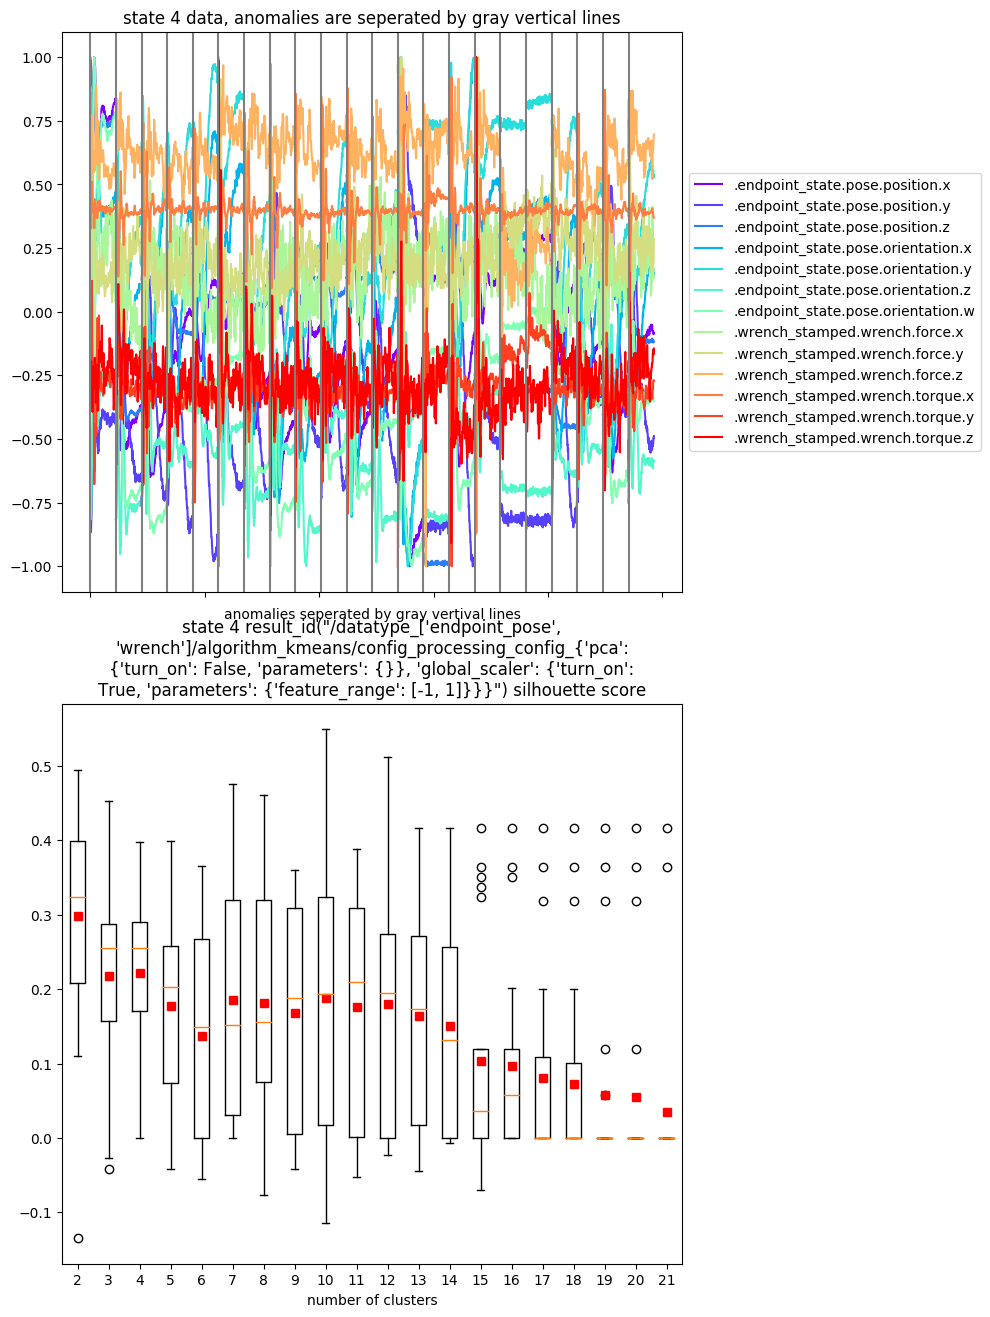 state 4 data, anomalies are seperated by gray vertical lines
1.00
0.75
0.50
0.25
0.00
−0.25
−0.50
−0.75
−1.00
.endpoint_state.pose.position.x
.endpoint_state.pose.position.y
.endpoint_state.pose.position.z
.endpoint_state.pose.orientation.x
.endpoint_state.pose.orientation.y
.endpoint_state.pose.orientation.z
.endpoint_state.pose.orientation.w
.wrench_stamped.wrench.force.x
.wrench_stamped.wrench.force.y
.wrench_stamped.wrench.force.z
.wrench_stamped.wrench.torque.x
.wrench_stamped.wrench.torque.y
.wrench_stamped.wrench.torque.z
anomalies seperated by gray vertival lines
state 4 result_id("/datatype_['endpoint_pose',
'wrench']/algorithm_kmeans/config_processing_config_{'pca':
{'turn_on': False, 'parameters': {}}, 'global_scaler': {'turn_on':
True, 'parameters': {'feature_range': [-1, 1]}}}") silhouette score
0.5
0.4
0.3
0.2
0.1
0.0
−0.1
2 3 4 5 6 7 8 9 10 11 12 13 14 15 16 17 18 19 20 21
number of clusters